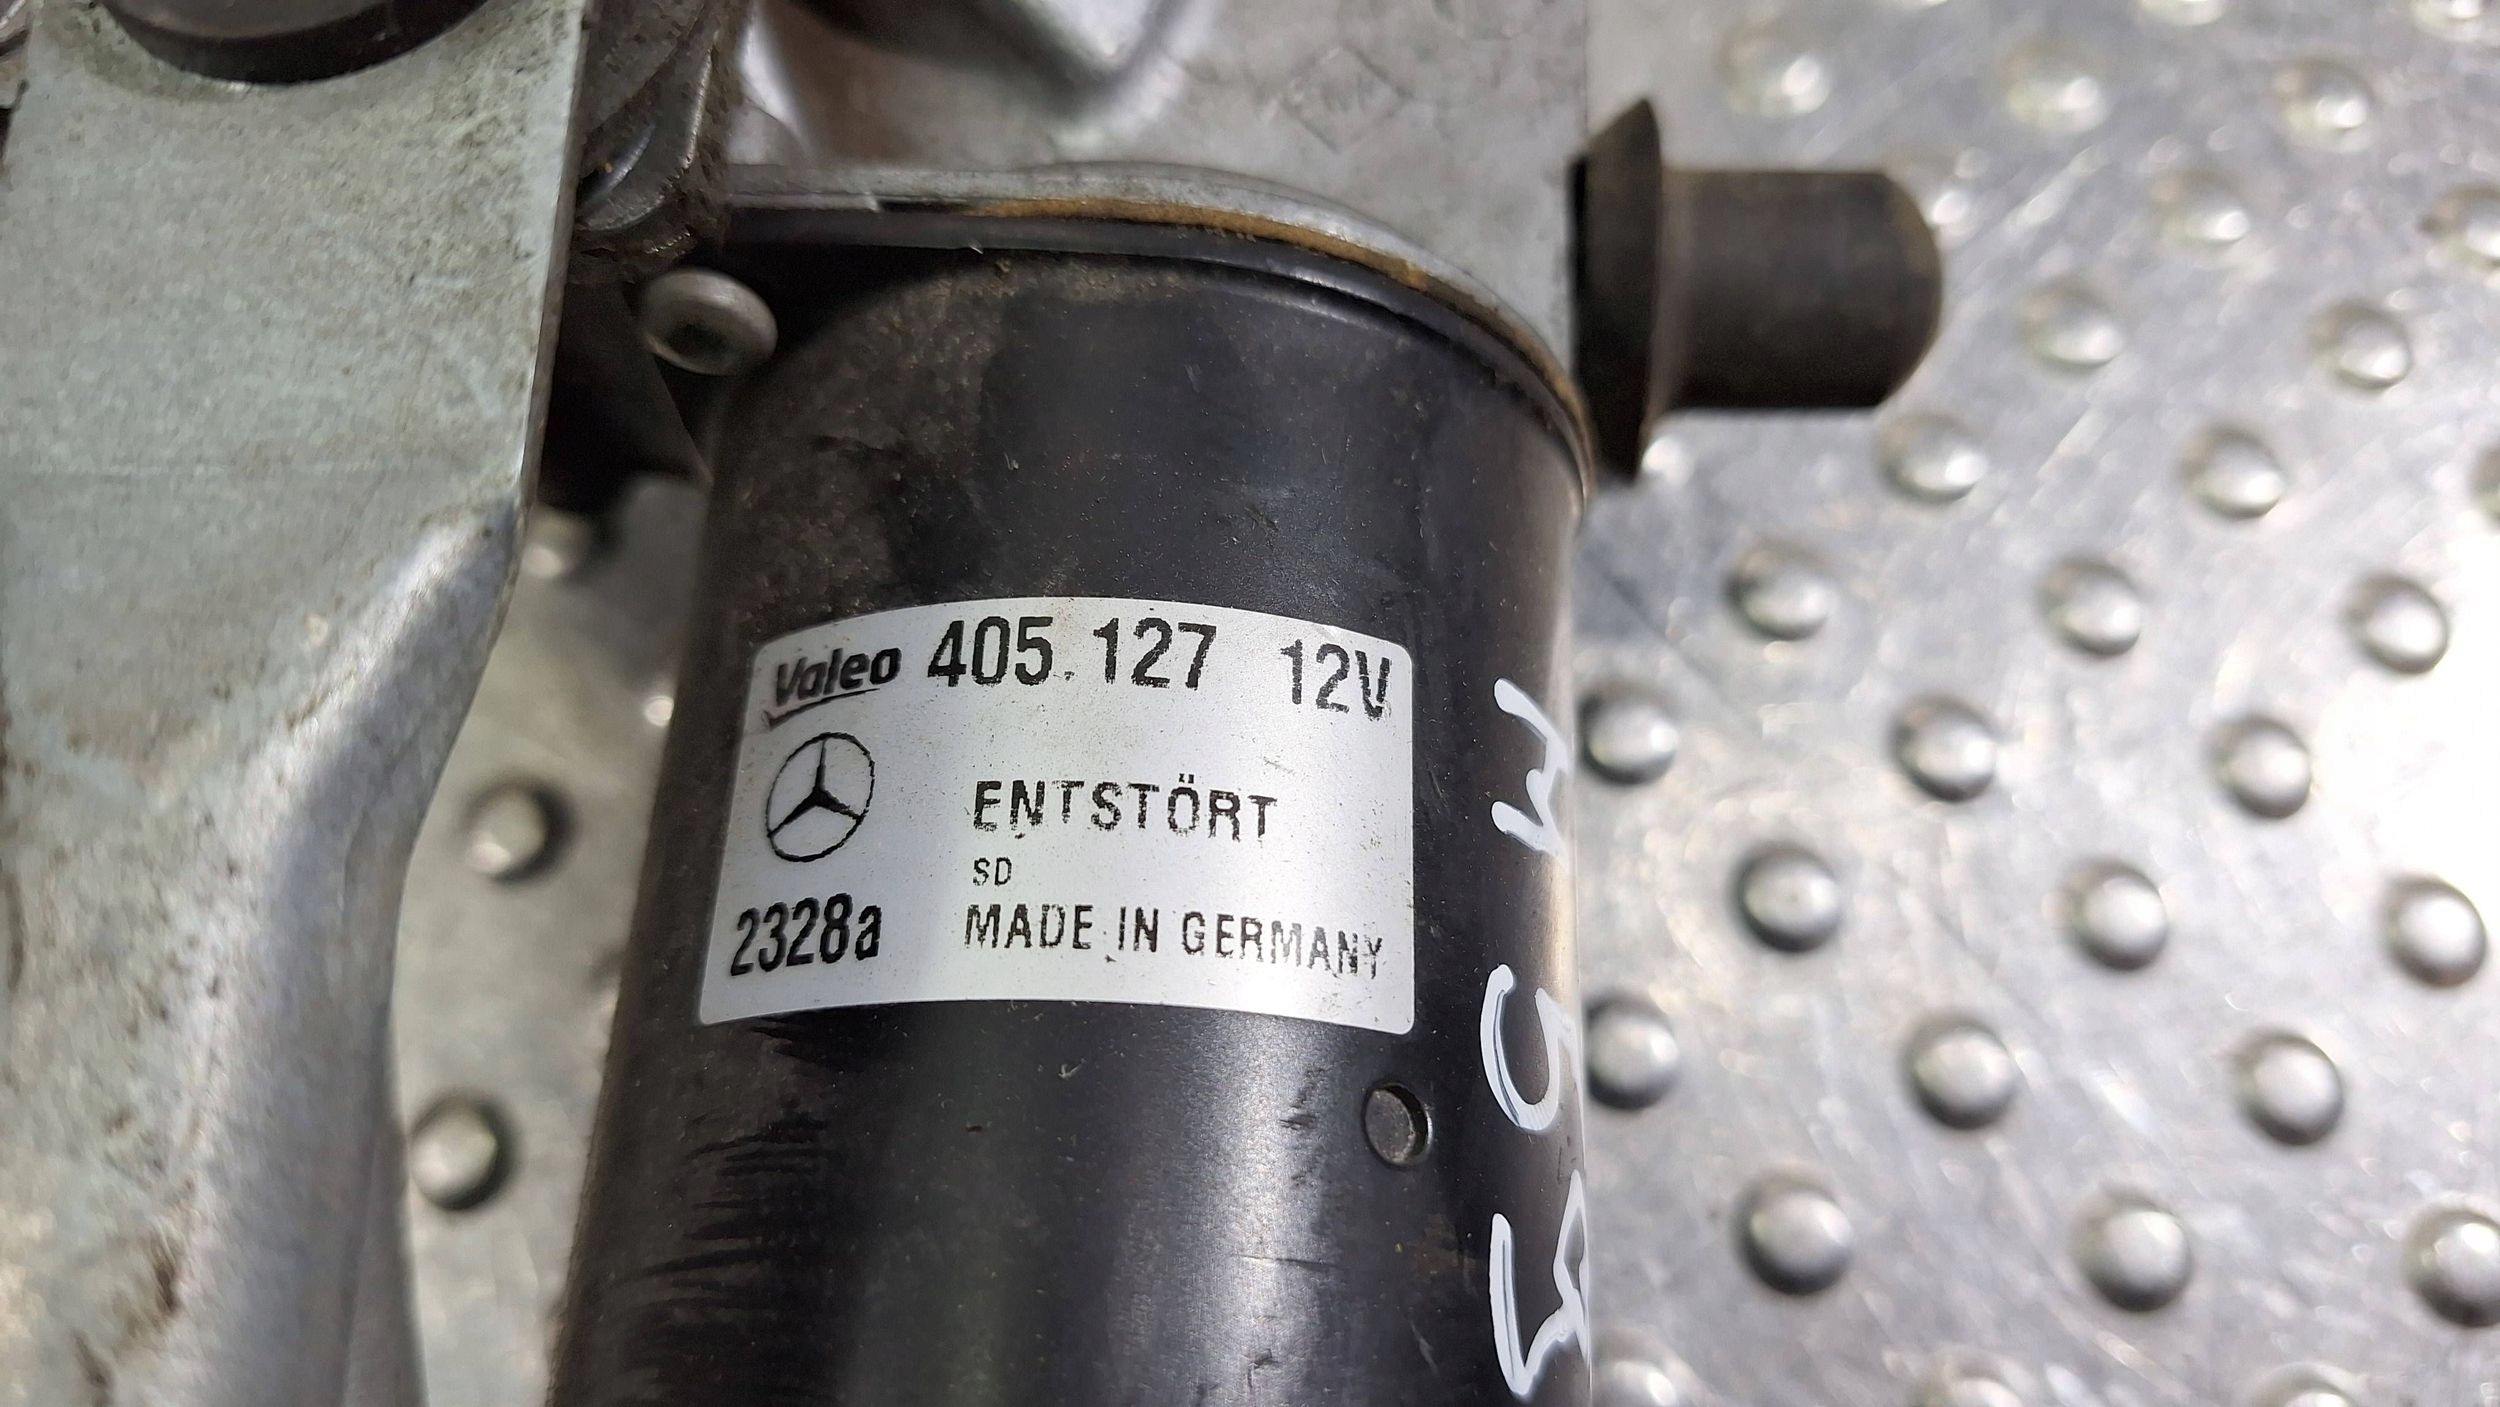 Valeo 405.127 12V
ENTSTÖRT
SD
2328a MADE IN GERMANY